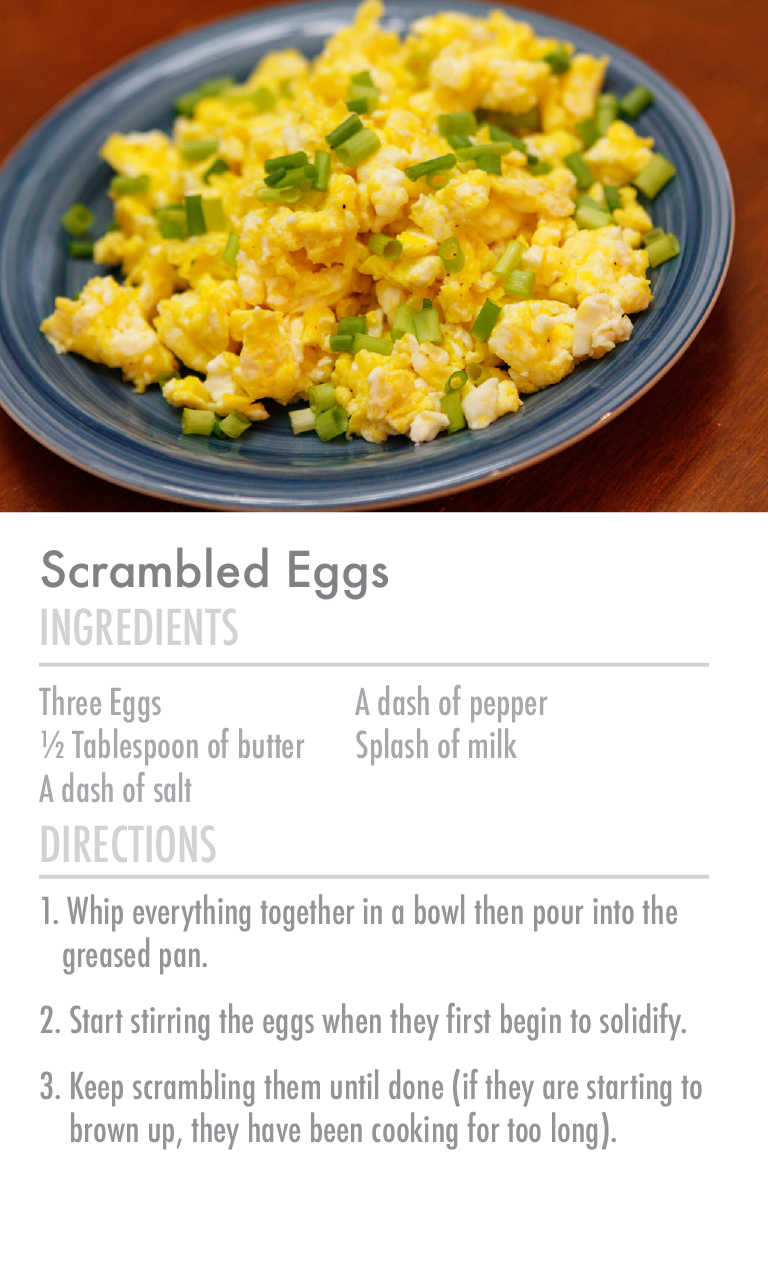 Scrambled Eggs
INGREDIENTS
Three Eggs
½ Tablespoon of butter
A dash of salt
A dash of pepper
Splash of milk
DIRECTIONS
1. Whip everything together in a bowl then pour into the
greased pan.
2. Start stirring the eggs when they first begin to solidify.
3. Keep scrambling them until done (if they are starting to
brown up, they have been cooking for too long).